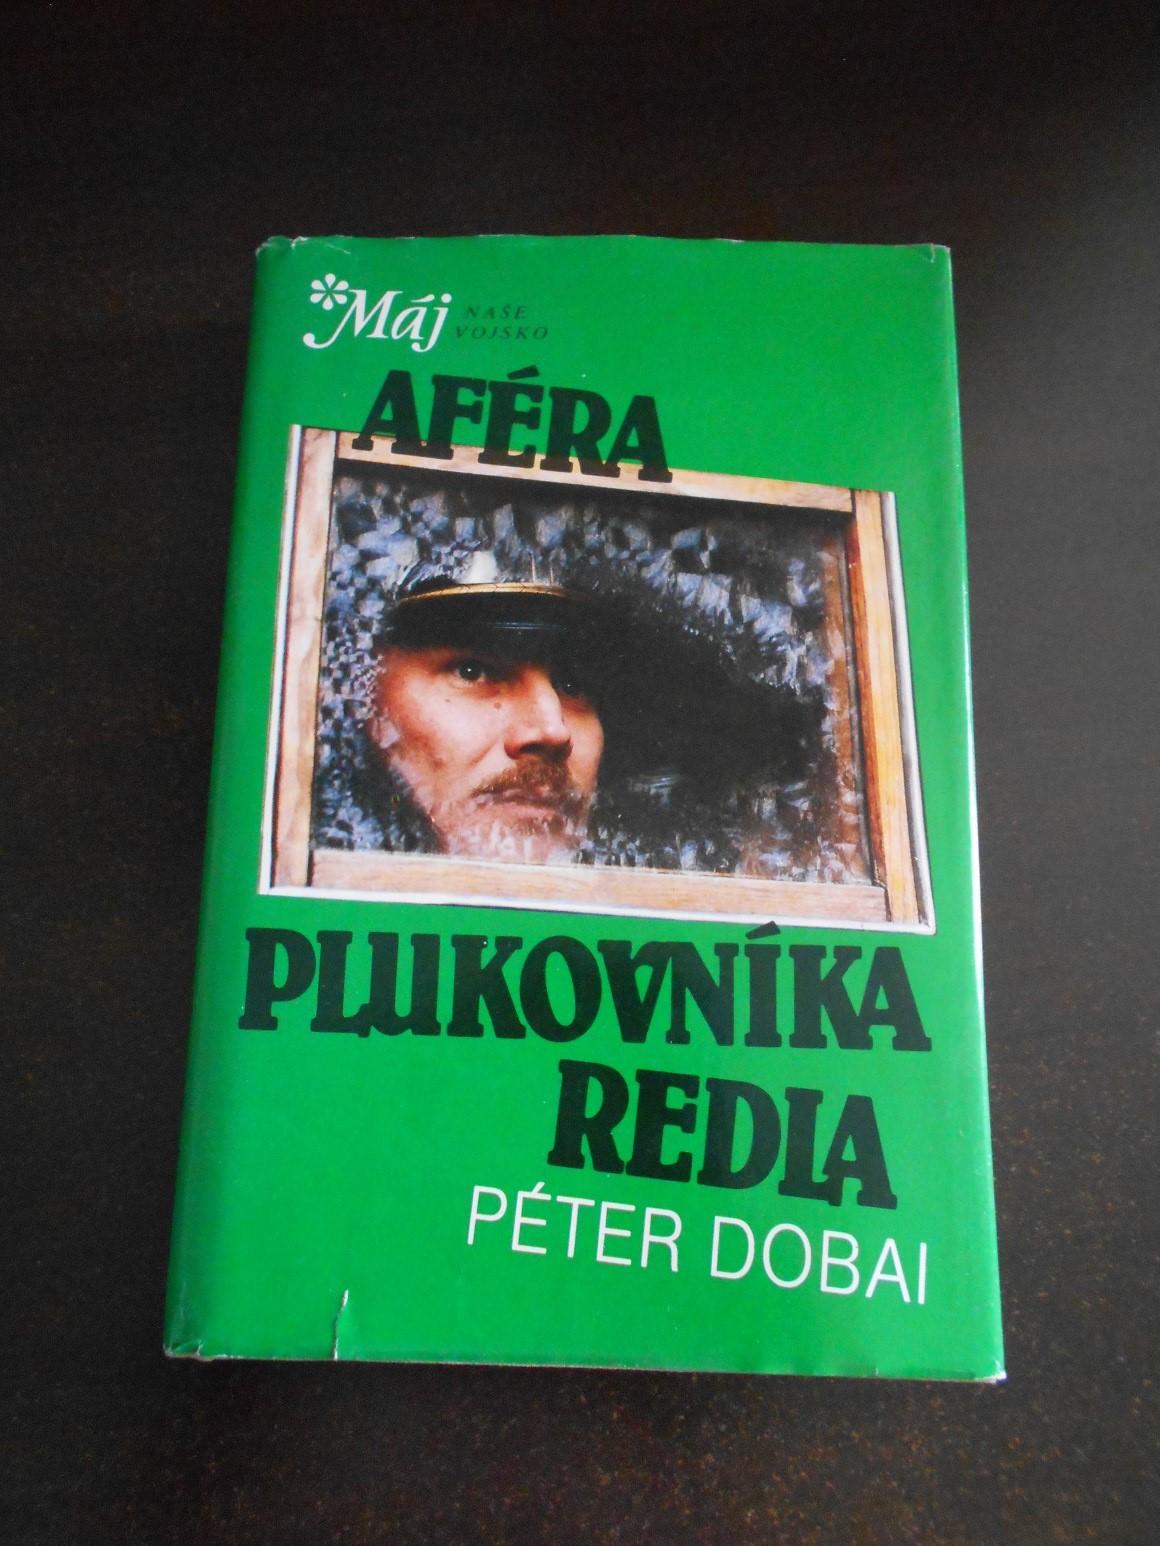 Máj NAŠE
VOJSKO
AFÉRA
PLUKOVNÍKA
REDLA
PÉTER DOBAI